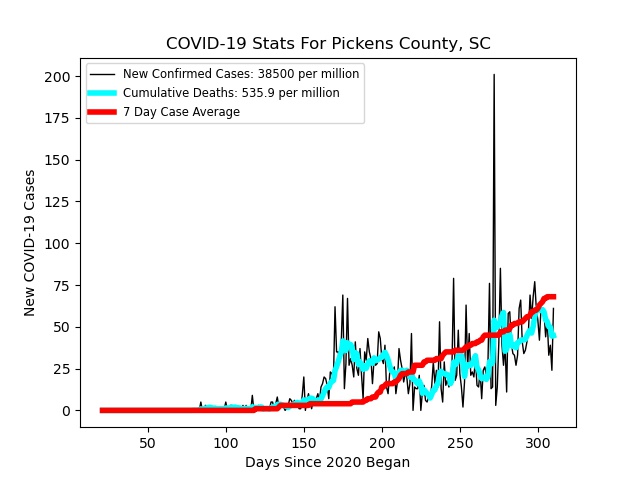 COVID-19 Stats For Pickens County, SC
New Confirmed Cases: 38500 per million
Cumulative Deaths: 535.9 per million
7 Day Case Average
New COVID-19 Cases
200
175
150
125
100
75
50
25
0
50 100 150 200 250 300
Days Since 2020 Began